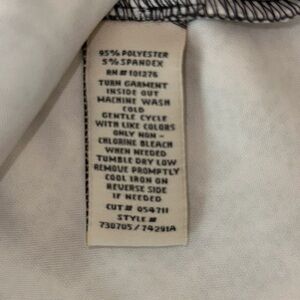 95% POLYESTER
5% SPANDEX
RN # 101276
TURN GARMENT
INSIDE OUT
MACHINE WASH
COLD
GENTLE CYCLE
WITH LIKE COLORS
ONLY NON-
CHLORINE BLEACH
WHEN NEEDED
TUMBLE DRY LOW
REMOVE PROMPTLY
COOL IRON ON
REVERSE SIDE
IF NEEDED
CUT# 054711
STYLE #
730705/74291A